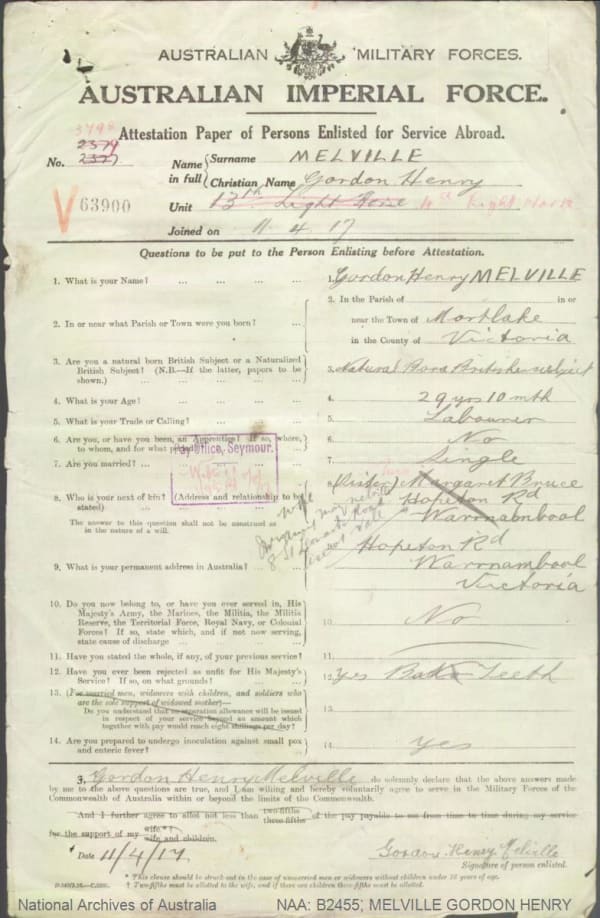 AUSTRALIAN MILITARY FORCES.
AUSTRALIAN IMPERIAL FORCE.
Attestation Paper of Persons Enlisted for Service Abroad.
3798
2379
No. 2327
Name in full { Surname MELVILLE
Christian Name Gordon Henry
V 63900
Unit 13th Light Horse 4th Light Horse
Joined on 11.4.17
Questions to be put to the Person Enlisting before Attestation.
1. What is your Name? ... ... ... ... 1. Gordon Henry MELVILLE
2. In or near what Parish or Town were you born? ... 2. In the Parish of in or
near the Town of Mortlake
in the County of Victoria
3. Are you a natural born British Subject or a Naturalized British Subject? (N.B.—If the latter, papers to be shown.) ... 3. Natural Born British subject
4. What is your Age? ... ... ... 4. 29 yrs 10 mth
5. What is your Trade or Calling? ... ... 5. Labourer
6. Are you, or have you been, an Apprentice? If so, where, to whom, and for what period? 6. No
Office, Seymour.
7. Are you married? ... 7. Single
8. Who is your next of kin? (Address and relationship to be stated) 8. (Sister) Margaret Bruce
Hopeton Rd
Warrnambool
wife
The answer to this question shall not be construed as in the nature of a will.
9. What is your permanent address in Australia? ... Hopeton Rd
Warrnambool
Victoria
10. Do you now belong to, or have you ever served in, His Majesty's Army, the Marines, the Militia, the Militia Reserve, the Territorial Force, Royal Navy, or Colonial Forces? If so, state which, and if not now serving, state cause of discharge ... 10. No
11. Have you stated the whole, if any, of your previous service? 11.
12. Have you ever been rejected as unfit for His Majesty's Service? If so, on what grounds? ... 12. Yes Bad Teeth
13. (For married men, widowers with children, and soldiers who are the sole support of widowed mother)—
Do you understand that no separation allowance will be issued in respect of your service beyond an amount which together with pay would reach eight shillings per day? 13.
14. Are you prepared to undergo inoculation against small pox and enteric fever? 14. Yes
I, Gordon Henry Melville do solemnly declare that the above answers made
by me to the above questions are true, and I am willing and hereby voluntarily agree to serve in the Military Forces of the
Commonwealth of Australia within or beyond the limits of the Commonwealth.
*And I further agree to allot not less than two-fifths three-fifths of the pay payable to me from time to time during my service
for the support of my wife*† wife and children.
Date 11/4/17 Gordon Henry Melville
Signature of person enlisted.
* This clause should be struck out in the case of unmarried men or widowers without children under 18 years of age.
† Two-fifths must be allotted to the wife, and if there are children three-fifths must be allotted.
National Archives of Australia NAA: B2455, MELVILLE GORDON HENRY